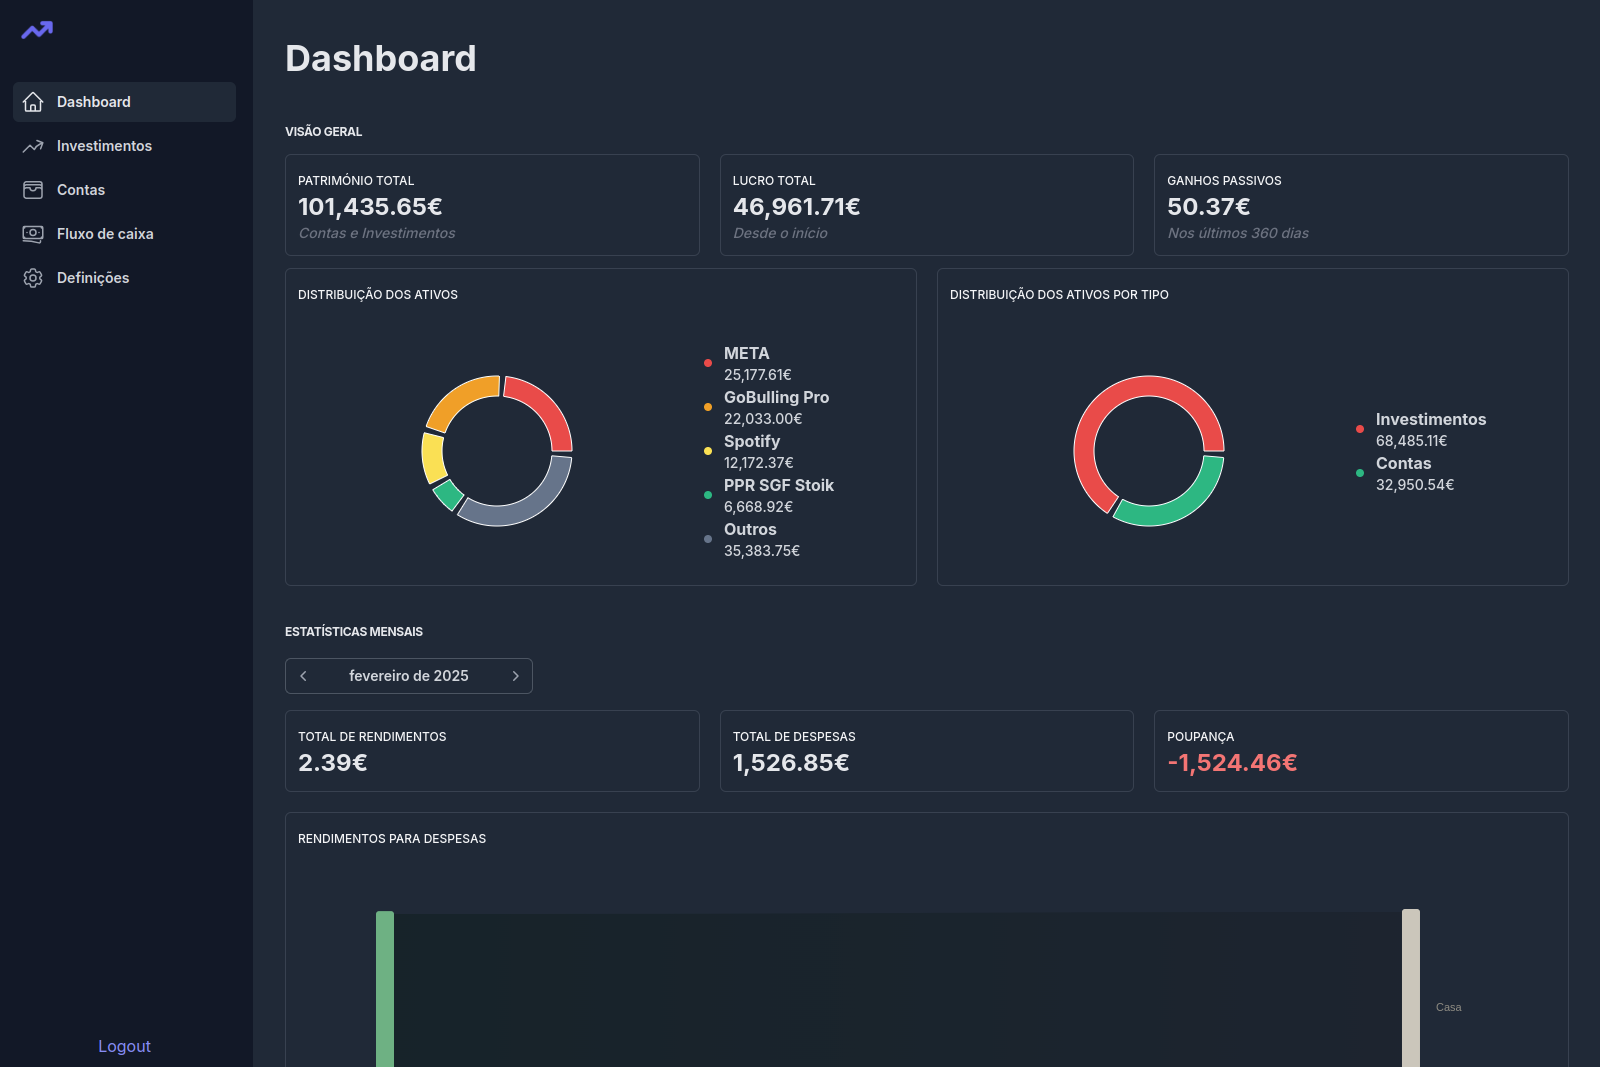 Dashboard
Investimentos
Contas
Fluxo de caixa
Definições
Logout
Dashboard
VISÃO GERAL
PATRIMÓNIO TOTAL
101,435.65€
Contas e Investimentos
LUCRO TOTAL
46,961.71€
Desde o início
GANHOS PASSIVOS
50.37€
Nos últimos 360 dias
DISTRIBUIÇÃO DOS ATIVOS
META
25,177.61€
GoBulling Pro
22,033.00€
Spotify
12,172.37€
PPR SGF Stoik
6,668.92€
Outros
35,383.75€
DISTRIBUIÇÃO DOS ATIVOS POR TIPO
Investimentos
68,485.11€
Contas
32,950.54€
ESTATÍSTICAS MENSAIS
fevereiro de 2025
TOTAL DE RENDIMENTOS
2.39€
TOTAL DE DESPESAS
1,526.85€
POUPANÇA
-1,524.46€
RENDIMENTOS PARA DESPESAS
Casa